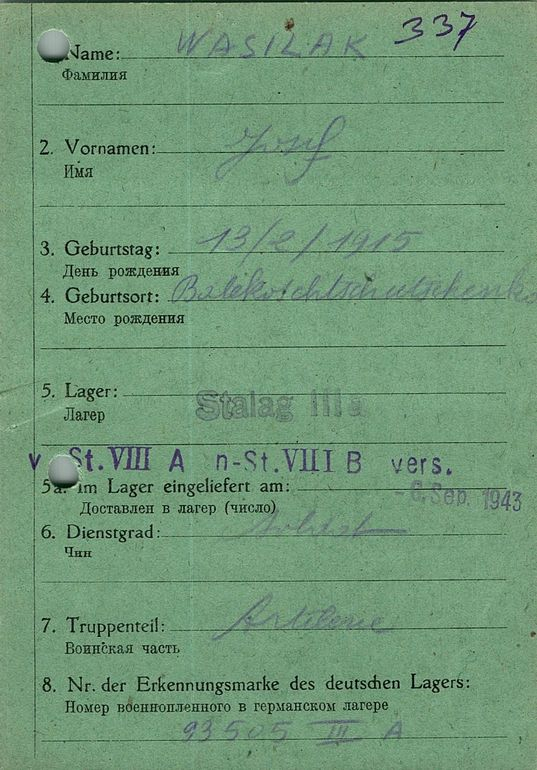 Name: WASILAK 337
Фамилия
2. Vornamen: Josef
Имя
3. Geburtstag: 13/2/1915
День рождения
4. Geburtsort:
Место рождения
5. Lager: Stalag IIIa
Лагер
v. St.VIII A n-St.VIII B vers.
5a. Im Lager eingeliefert am: - 6. Sep. 1943
Доставлен в лагер (число)
6. Dienstgrad:
Чин
7. Truppenteil: Artilerie
Воинская часть
8. Nr. der Erkennungsmarke des deutschen Lagers:
Номер военнопленного в германском лагере
93505 III A